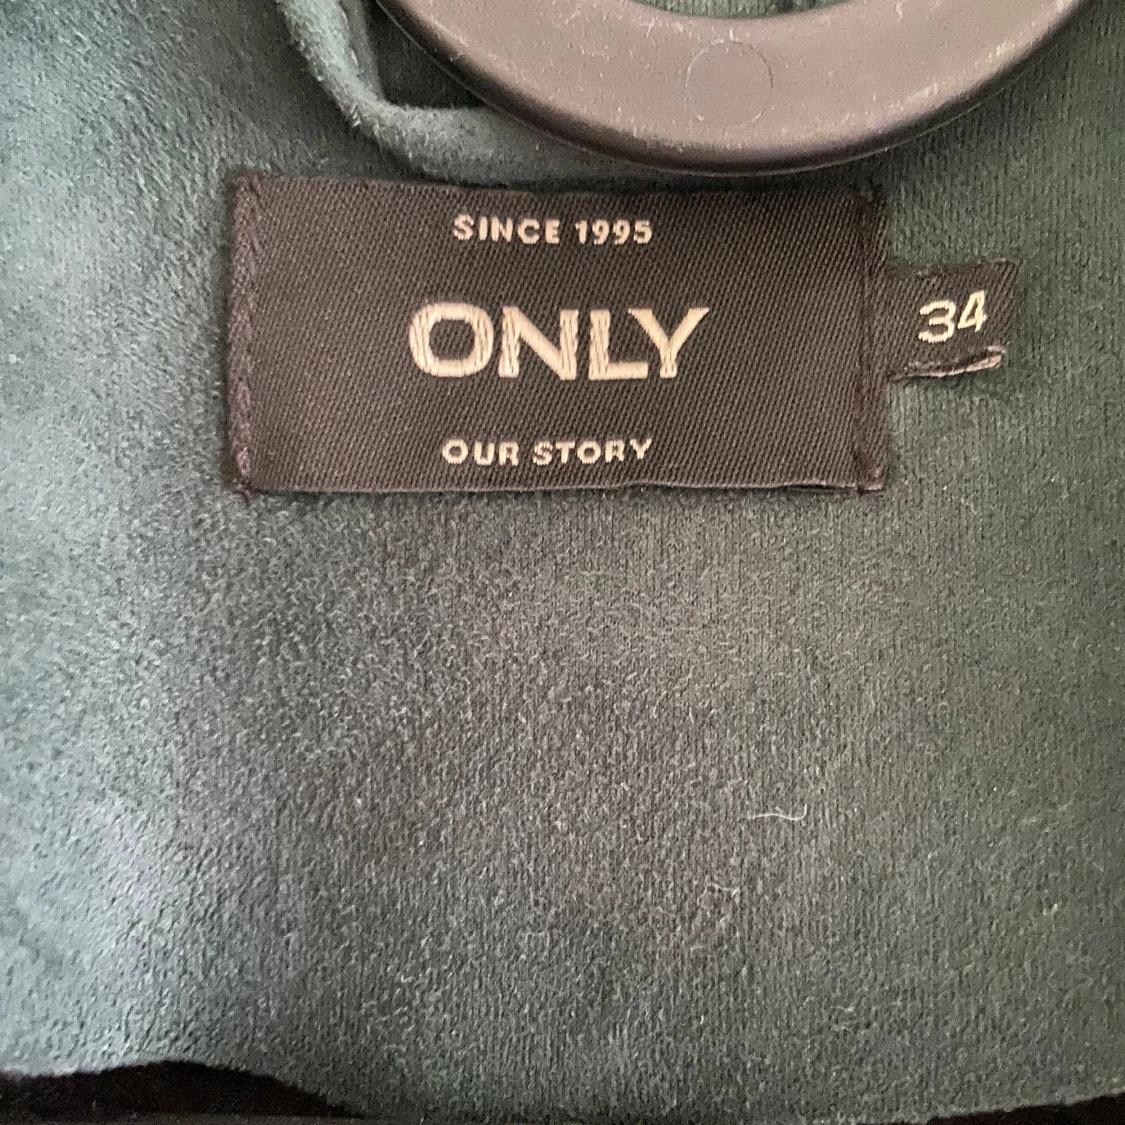 SINCE 1995
ONLY
34
OUR STORY